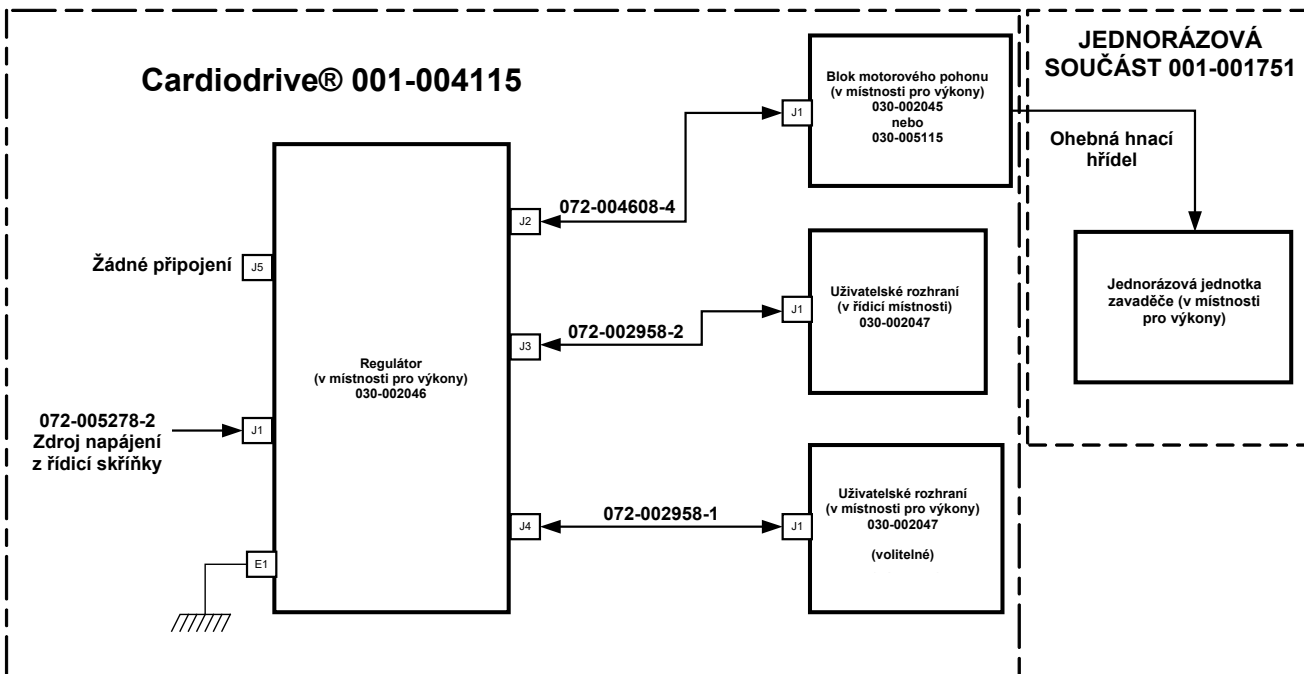 Cardiodrive® 001-004115
JEDNORÁZOVÁ
SOUČÁST 001-001751
Blok motorového pohonu
(v místnosti pro výkony)
030-002045
nebo
030-005115
J1
Ohebná hnací
hřídel
072-004608-4
J2
Žádné připojení
J5
Uživatelské rozhraní
(v řídicí místnosti)
030-002047
J1
Jednorázová jednotka
zavaděče (v místnosti
pro výkony)
072-002958-2
J3
Regulátor
(v místnosti pro výkony)
030-002046
072-005278-2
Zdroj napájení
z řídicí skříňky
J1
Uživatelské rozhraní
(v místnosti pro výkony)
030-002047
(volitelné)
072-002958-1
J4
J1
E1